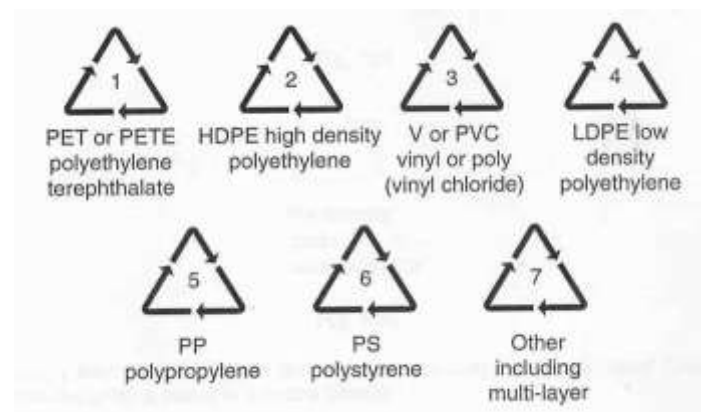 1
PET or PETE
polyethylene
terephthalate
2
HDPE high density
polyethylene
3
V or PVC
vinyl or poly
(vinyl chloride)
4
LDPE low
density
polyethylene
5
PP
polypropylene
6
PS
polystyrene
7
Other
including
multi-layer